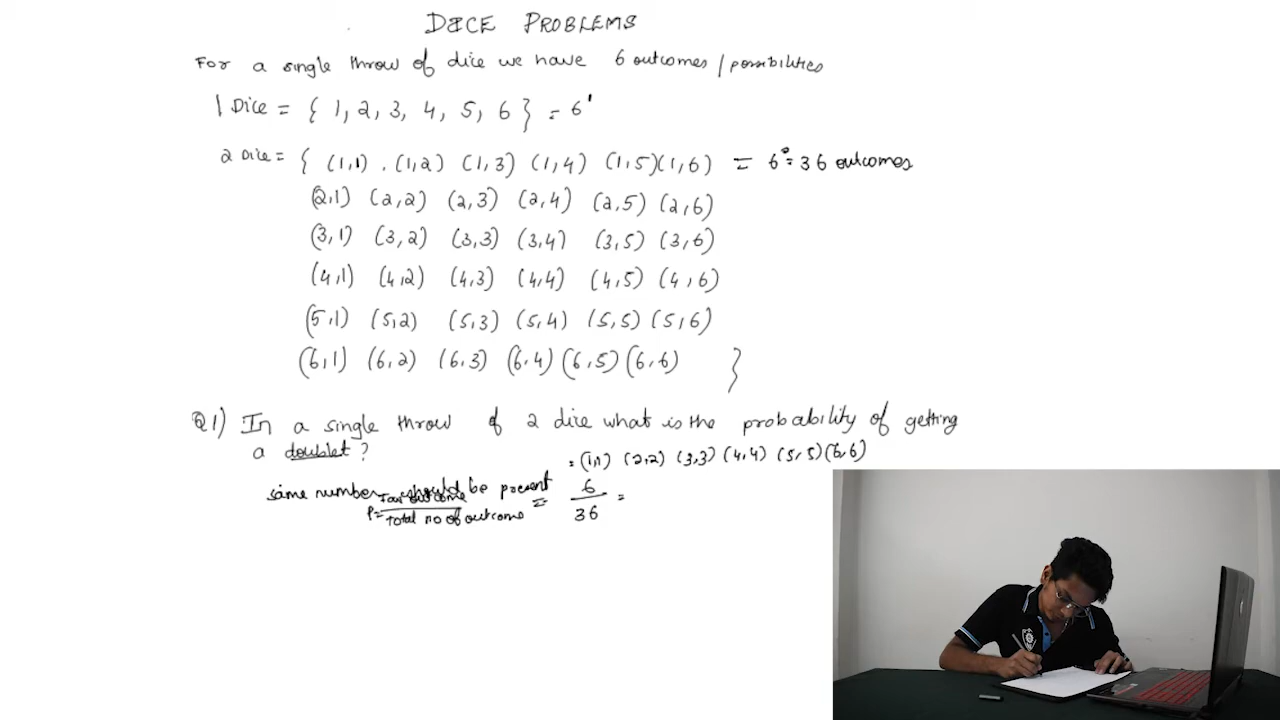 DICE PROBLEMS
For a single throw of dice we have 6 outcomes / possibilities
1 Dice = { 1, 2, 3, 4, 5, 6 } = 6¹
2 Dice = { (1,1) . (1,2) (1,3) (1,4) (1,5) (1,6) = 6² = 36 outcomes
(2,1) (2,2) (2,3) (2,4) (2,5) (2,6)
(3,1) (3,2) (3,3) (3,4) (3,5) (3,6)
(4,1) (4,2) (4,3) (4,4) (4,5) (4,6)
(5,1) (5,2) (5,3) (5,4) (5,5) (5,6)
(6,1) (6,2) (6,3) (6,4) (6,5) (6,6) }
Q1) In a single throw of 2 dice what is the probability of getting
a doublet?
= (1,1) (2,2) (3,3) (4,4) (5,5) (6,6)
same number should be present
P = Fav outcome / Total no of outcome = 6/36 =